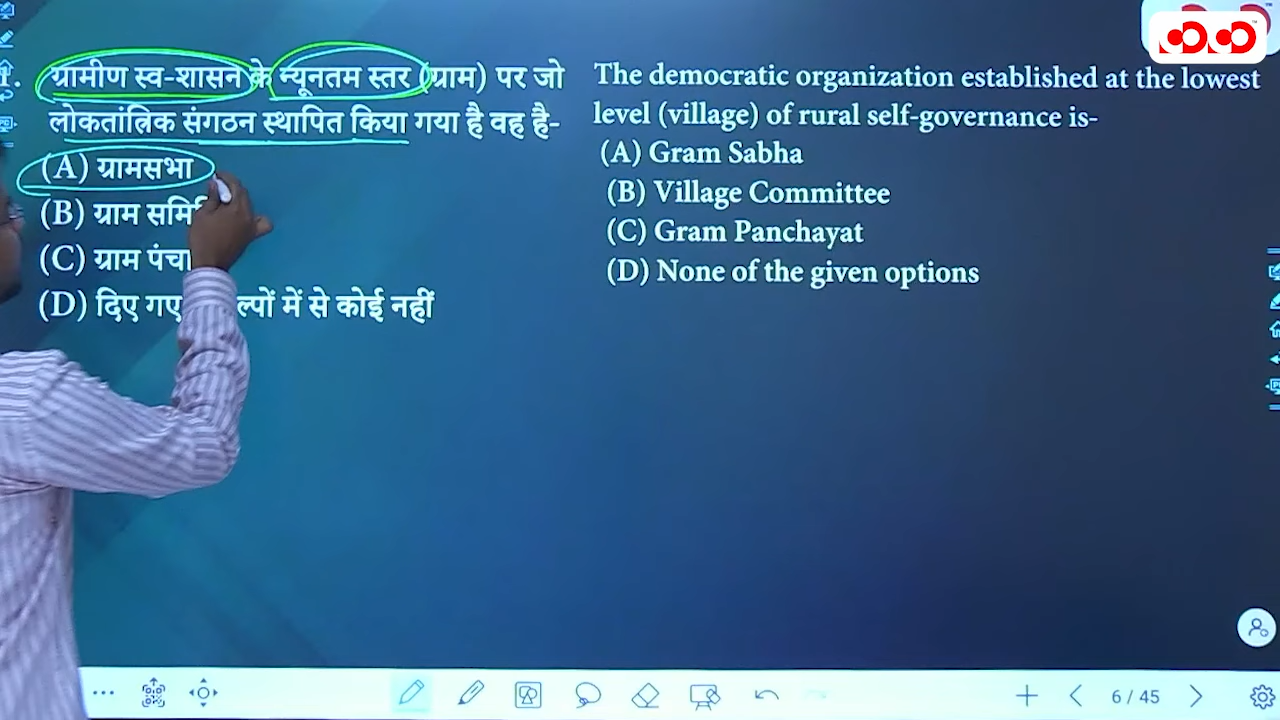 1. ग्रामीण स्व-शासन के न्यूनतम स्तर (ग्राम) पर जो
लोकतांत्रिक संगठन स्थापित किया गया है वह है-
(A) ग्रामसभा
(B) ग्राम
(C) ग्राम
(D) दिए गए में से कोई नहीं
The democratic organization established at the lowest
level (village) of rural self-governance is-
(A) Gram Sabha
(B) Village Committee
(C) Gram Panchayat
(D) None of the given options
6 / 45